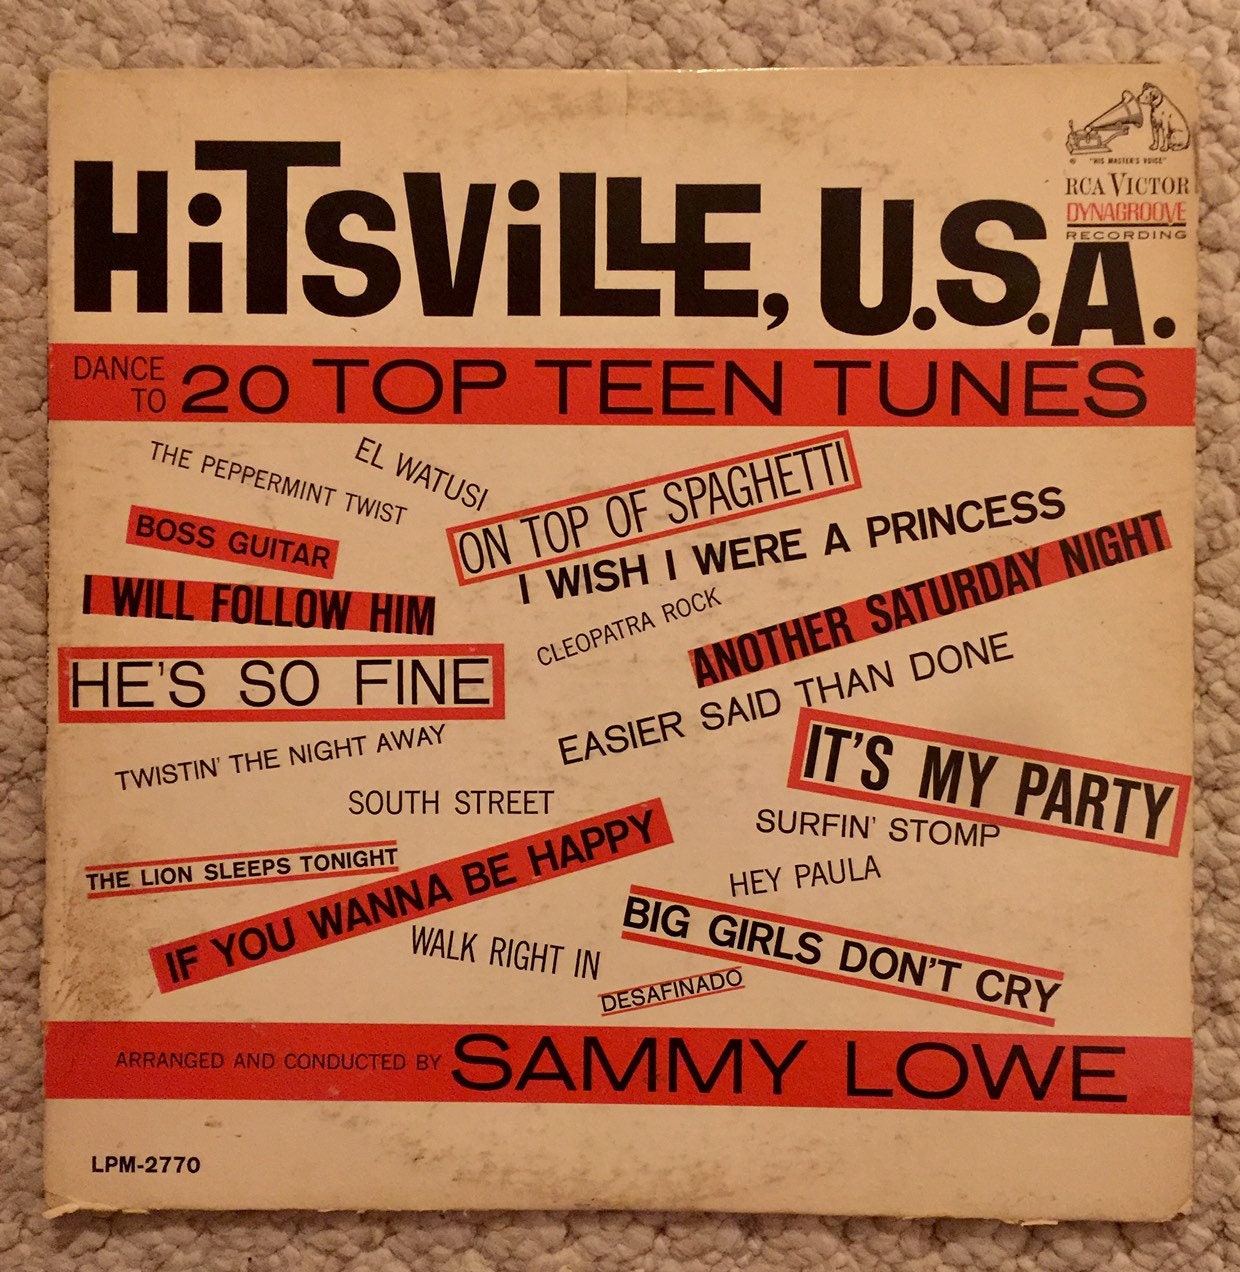 "HIS MASTER'S VOICE"
RCA VICTOR
DYNAGROOVE
RECORDING
HiTSViLLE, U.S.A.
DANCE TO 20 TOP TEEN TUNES
THE PEPPERMINT TWIST
EL WATUSI
ON TOP OF SPAGHETTI
BOSS GUITAR
I WISH I WERE A PRINCESS
I WILL FOLLOW HIM
CLEOPATRA ROCK
ANOTHER SATURDAY NIGHT
HE'S SO FINE
EASIER SAID THAN DONE
TWISTIN' THE NIGHT AWAY
IT'S MY PARTY
SOUTH STREET
SURFIN' STOMP
THE LION SLEEPS TONIGHT
IF YOU WANNA BE HAPPY
HEY PAULA
WALK RIGHT IN
BIG GIRLS DON'T CRY
DESAFINADO
ARRANGED AND CONDUCTED BY SAMMY LOWE
LPM-2770